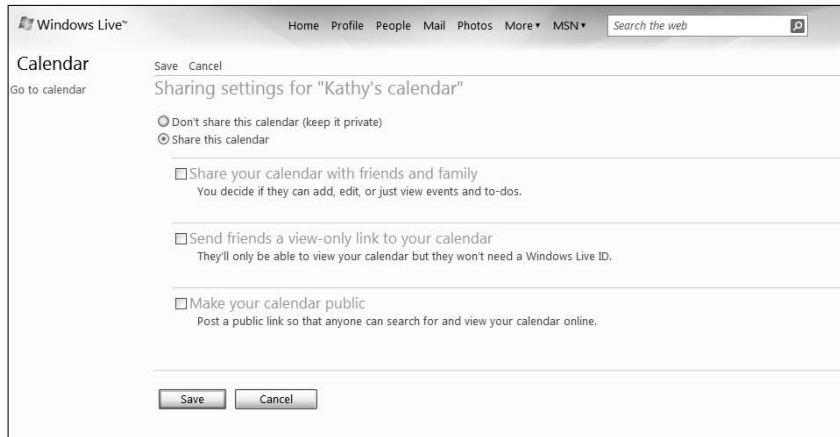 Windows Live™ Home Profile People Mail Photos More MSN Search the web
Calendar
Go to calendar
Save Cancel
Sharing settings for "Kathy's calendar"
Don't share this calendar (keep it private)
Share this calendar
Share your calendar with friends and family
You decide if they can add, edit, or just view events and to-dos.
Send friends a view-only link to your calendar
They'll only be able to view your calendar but they won't need a Windows Live ID.
Make your calendar public
Post a public link so that anyone can search for and view your calendar online.
Save Cancel